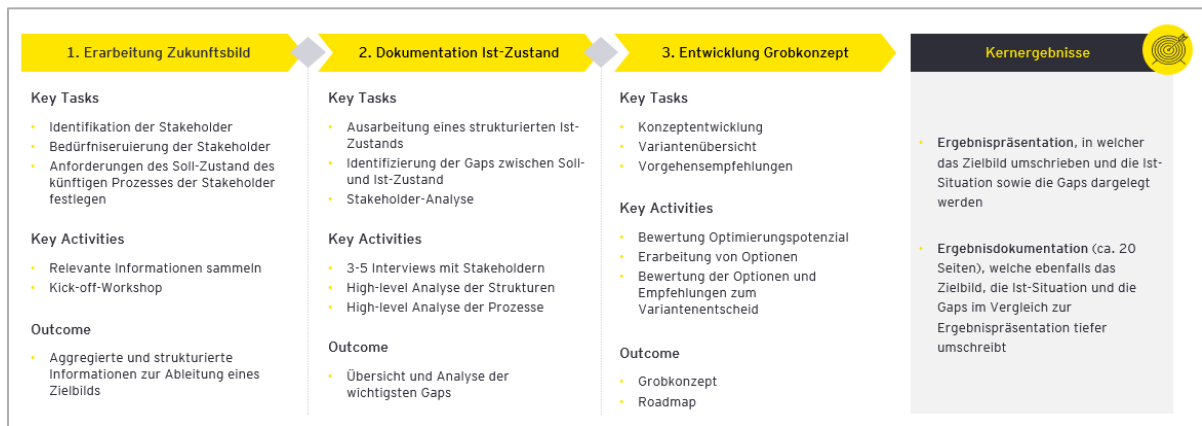 1. Erarbeitung Zukunftsbild
Key Tasks
• Identifikation der Stakeholder
• Bedürfniseruierung der Stakeholder
• Anforderungen des Soll-Zustand des
künftigen Prozesses der Stakeholder
festlegen
Key Activities
• Relevante Informationen sammeln
• Kick-off-Workshop
Outcome
• Aggregierte und strukturierte
Informationen zur Ableitung eines
Zielbilds
2. Dokumentation Ist-Zustand
Key Tasks
• Ausarbeitung eines strukturierten Ist-
Zustands
• Identifizierung der Gaps zwischen Soll-
und Ist-Zustand
• Stakeholder-Analyse
Key Activities
• 3-5 Interviews mit Stakeholdern
• High-level Analyse der Strukturen
• High-level Analyse der Prozesse
Outcome
• Übersicht und Analyse der
wichtigsten Gaps
3. Entwicklung Grobkonzept
Key Tasks
• Konzeptentwicklung
• Variantenübersicht
• Vorgehensempfehlungen
Key Activities
• Bewertung Optimierungspotenzial
• Erarbeitung von Optionen
• Bewertung der Optionen und
Empfehlungen zum
Variantenentscheid
Outcome
• Grobkonzept
• Roadmap
Kernergebnisse
• Ergebnispräsentation, in welcher
das Zielbild umschrieben und die Ist-
Situation sowie die Gaps dargelegt
werden
• Ergebnisdokumentation (ca. 20
Seiten), welche ebenfalls das
Zielbild, die Ist-Situation und die
Gaps im Vergleich zur
Ergebnispräsentation tiefer
umschreibt